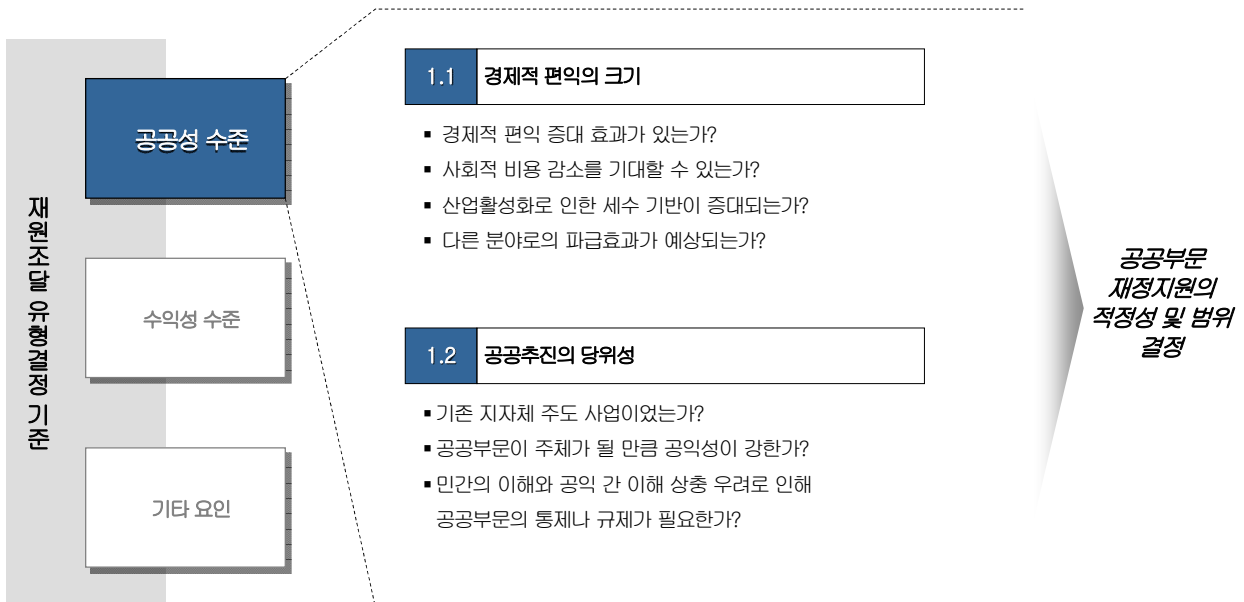 재원조달 유형결정 기준
공공성 수준
수익성 수준
기타 요인
1.1 경제적 편익의 크기
▪ 경제적 편익 증대 효과가 있는가?
▪ 사회적 비용 감소를 기대할 수 있는가?
▪ 산업활성화로 인한 세수 기반이 증대되는가?
▪ 다른 분야로의 파급효과가 예상되는가?
1.2 공공추진의 당위성
▪ 기존 지자체 주도 사업이었는가?
▪ 공공부문이 주체가 될 만큼 공익성이 강한가?
▪ 민간의 이해와 공익 간 이해 상충 우려로 인해
공공부문의 통제나 규제가 필요한가?
공공부문
재정지원의
적정성 및 범위
결정